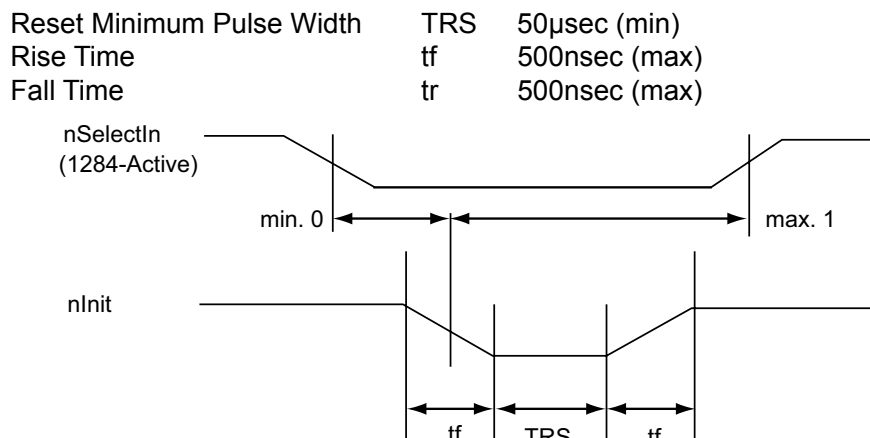 Reset Minimum Pulse Width TRS 50µsec (min)
Rise Time tf 500nsec (max)
Fall Time tr 500nsec (max)
nSelectIn
(1284-Active)
min. 0 max. 1
nInit
tf TRS tf